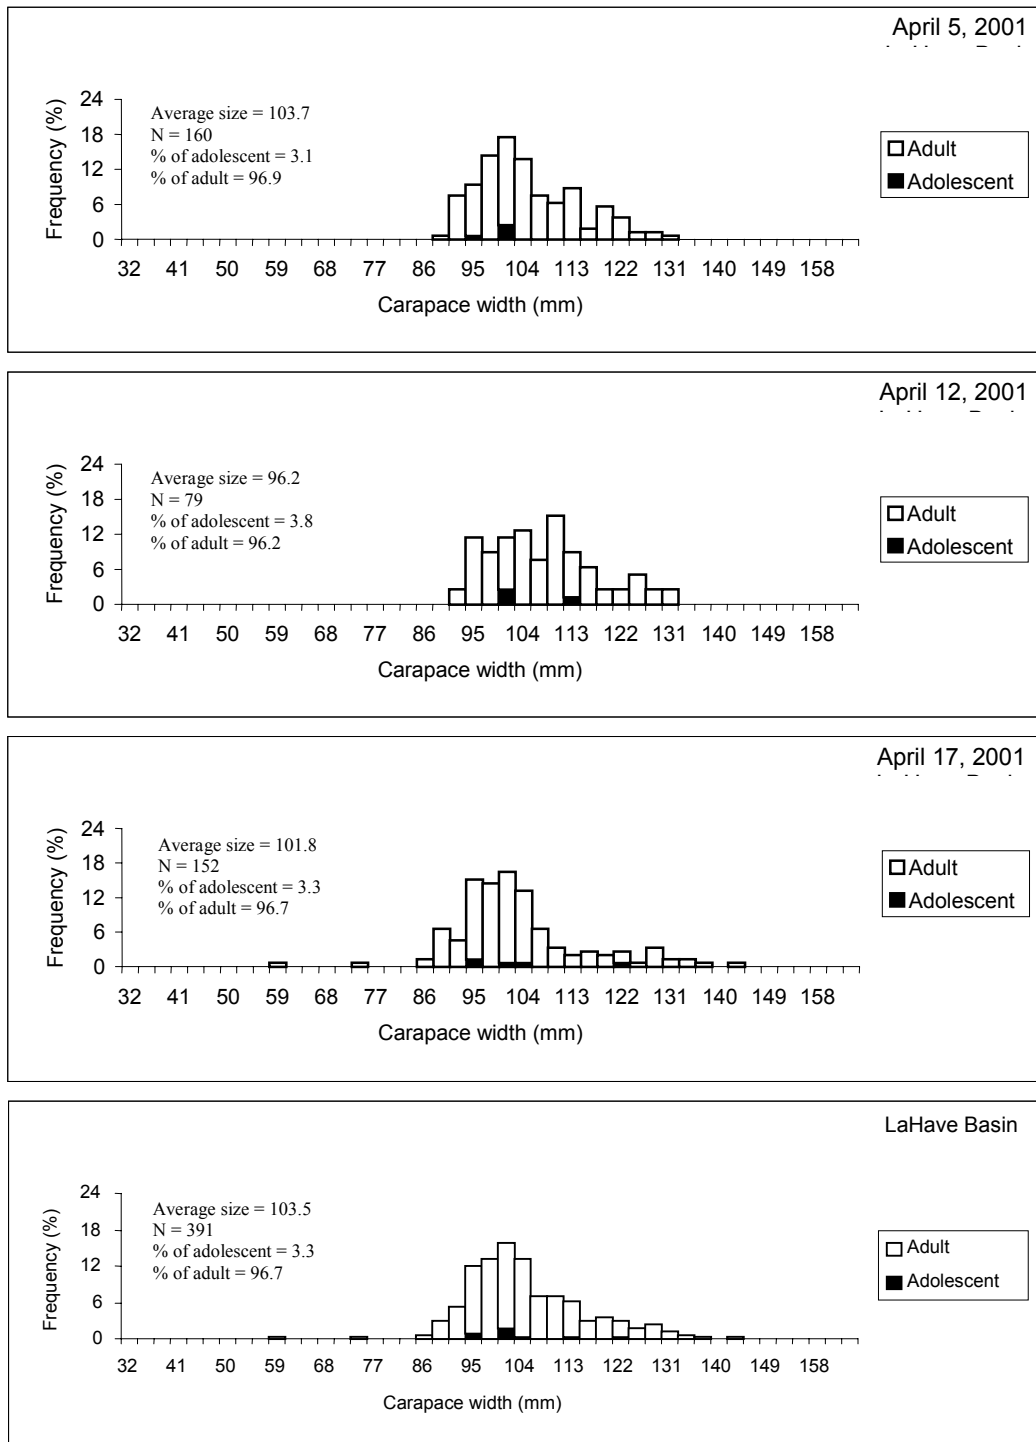 April 5, 2001
Frequency (%)
24
18
12
6
0
Average size = 103.7
N = 160
% of adolescent = 3.1
% of adult = 96.9
Adult
Adolescent
32 41 50 59 68 77 86 95 104 113 122 131 140 149 158
Carapace width (mm)
April 12, 2001
Frequency (%)
24
18
12
6
0
Average size = 96.2
N = 79
% of adolescent = 3.8
% of adult = 96.2
Adult
Adolescent
32 41 50 59 68 77 86 95 104 113 122 131 140 149 158
Carapace width (mm)
April 17, 2001
Frequency (%)
24
18
12
6
0
Average size = 101.8
N = 152
% of adolescent = 3.3
% of adult = 96.7
Adult
Adolescent
32 41 50 59 68 77 86 95 104 113 122 131 140 149 158
Carapace width (mm)
LaHave Basin
Frequency (%)
24
18
12
6
0
Average size = 103.5
N = 391
% of adolescent = 3.3
% of adult = 96.7
Adult
Adolescent
32 41 50 59 68 77 86 95 104 113 122 131 140 149 158
Carapace width (mm)